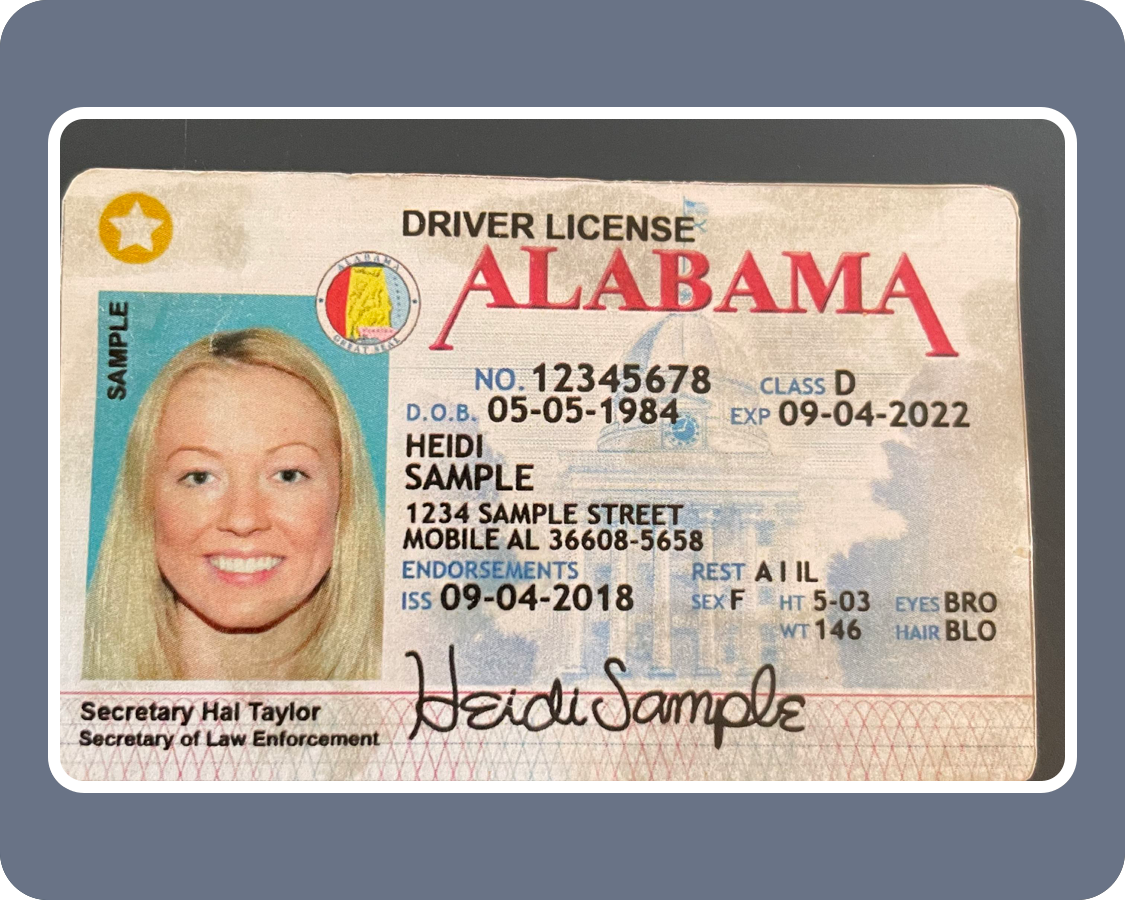 DRIVER LICENSE
ALABAMA
SAMPLE
ALABAMA
GREAT SEAL
NO. 12345678 CLASS D
D.O.B. 05-05-1984 EXP 09-04-2022
HEIDI
SAMPLE
1234 SAMPLE STREET
MOBILE AL 36608-5658
ENDORSEMENTS REST A I IL
ISS 09-04-2018 SEX F HT 5-03 EYES BRO
WT 146 HAIR BLO
Heidi Sample
Secretary Hal Taylor
Secretary of Law Enforcement